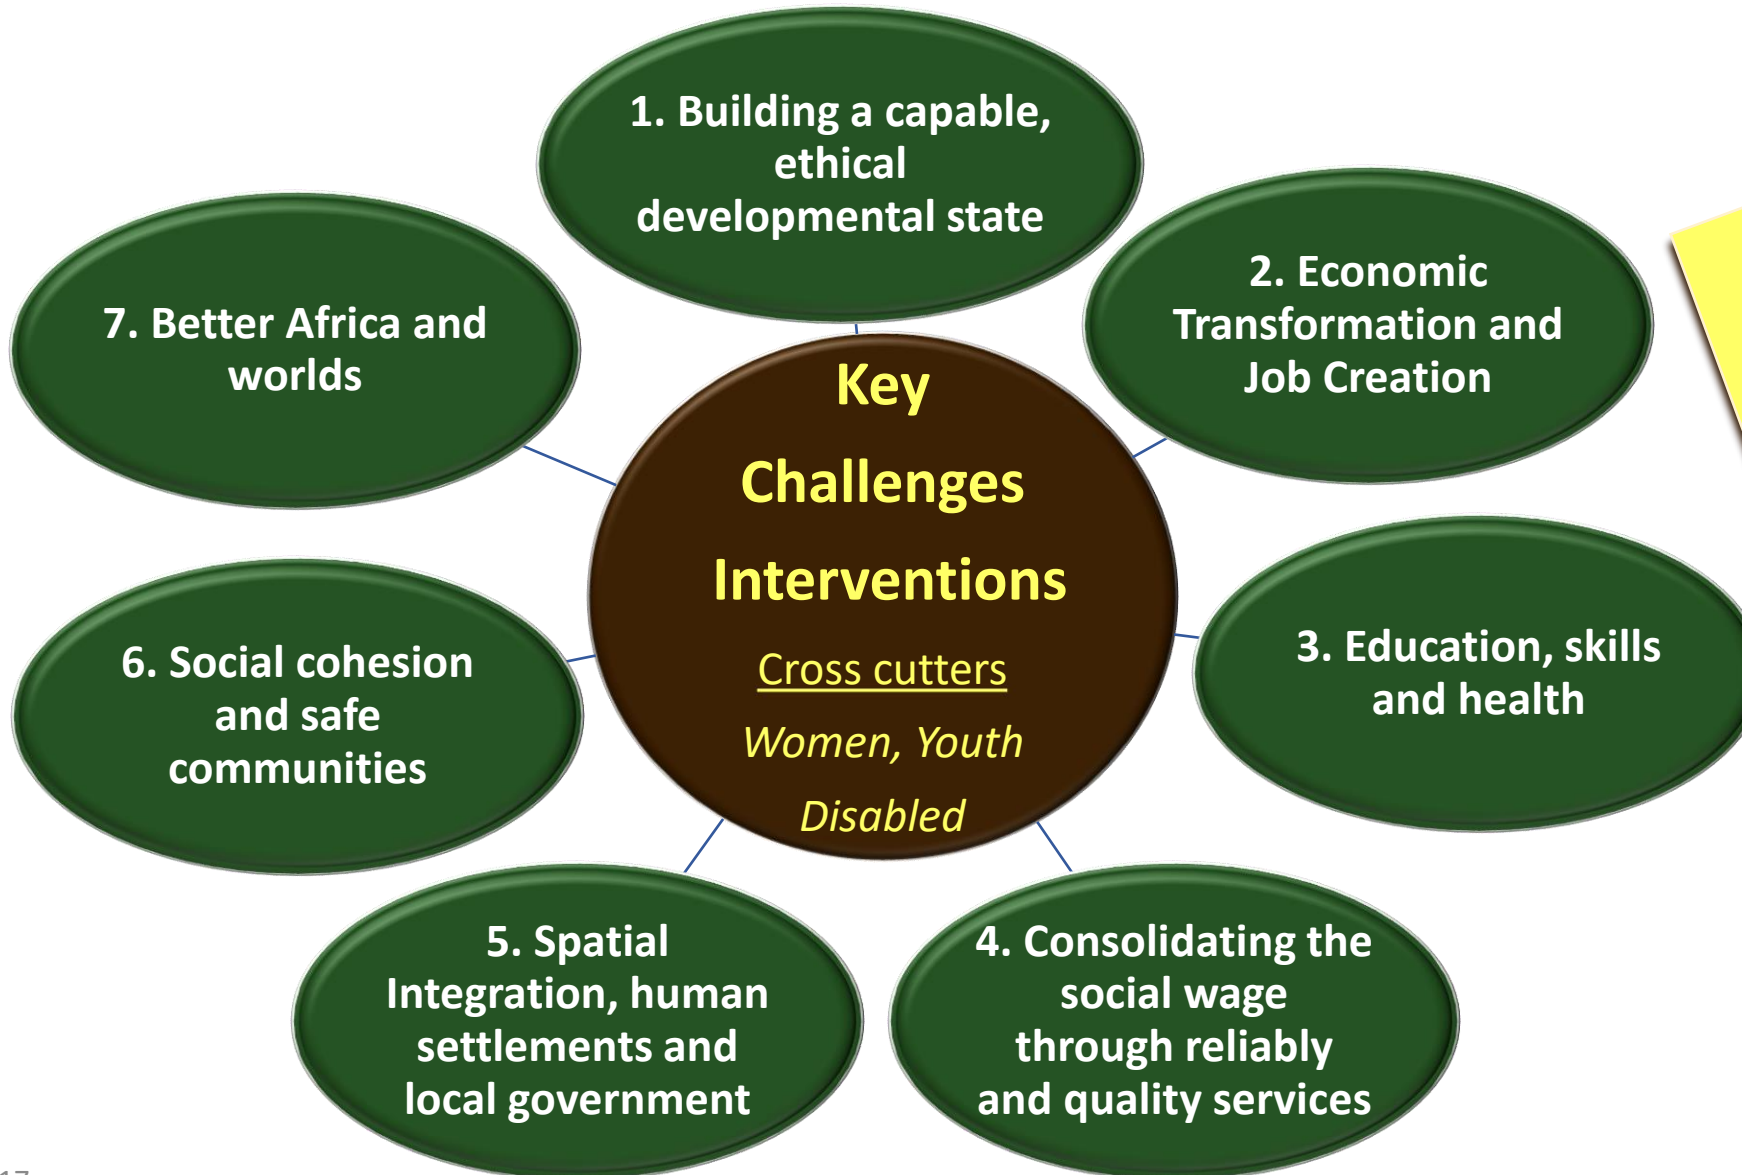 1. Building a capable,
ethical
developmental state
2. Economic
Transformation and
Job Creation
3. Education, skills
and health
4. Consolidating the
social wage
through reliably
and quality services
5. Spatial
Integration, human
settlements and
local government
6. Social cohesion
and safe
communities
7. Better Africa and
worlds
Key
Challenges
Interventions
Cross cutters
Women, Youth
Disabled